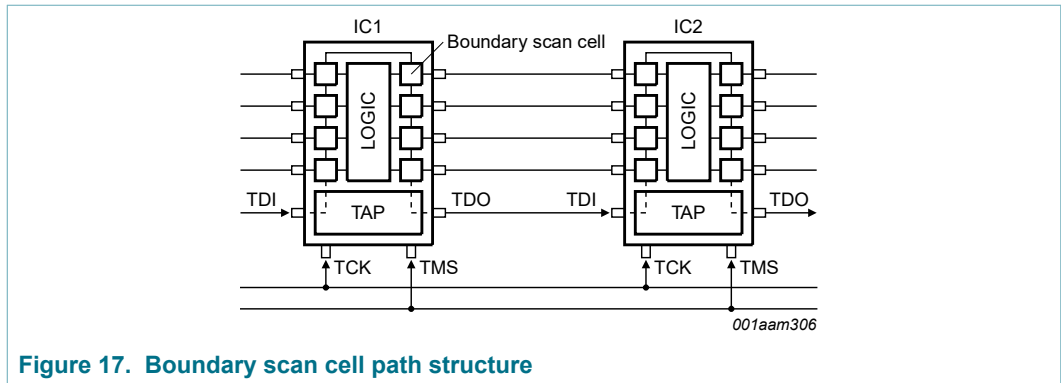 IC1
IC2
Boundary scan cell
LOGIC
LOGIC
TDI
TAP
TDO
TDI
TAP
TDO
TCK
TMS
TCK
TMS
001aam306
Figure 17. Boundary scan cell path structure